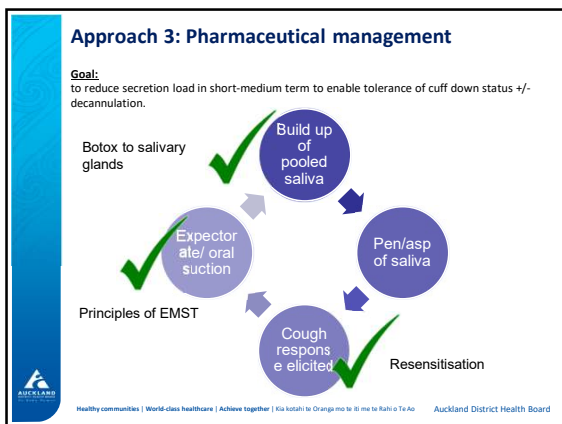 Approach 3: Pharmaceutical management
Goal:
to reduce secretion load in short-medium term to enable tolerance of cuff down status +/-
decannulation.
Botox to salivary
glands
Build up
of
pooled
saliva
Pen/asp
of saliva
Cough
respons
e elicited
Resensitisation
Expector
ate/ oral
suction
Principles of EMST
AUCKLAND
Healthy communities | World-class healthcare | Achieve together | Kia kotahi te Oranga mo te iti me te Rahi o Te Ao
Auckland District Health Board